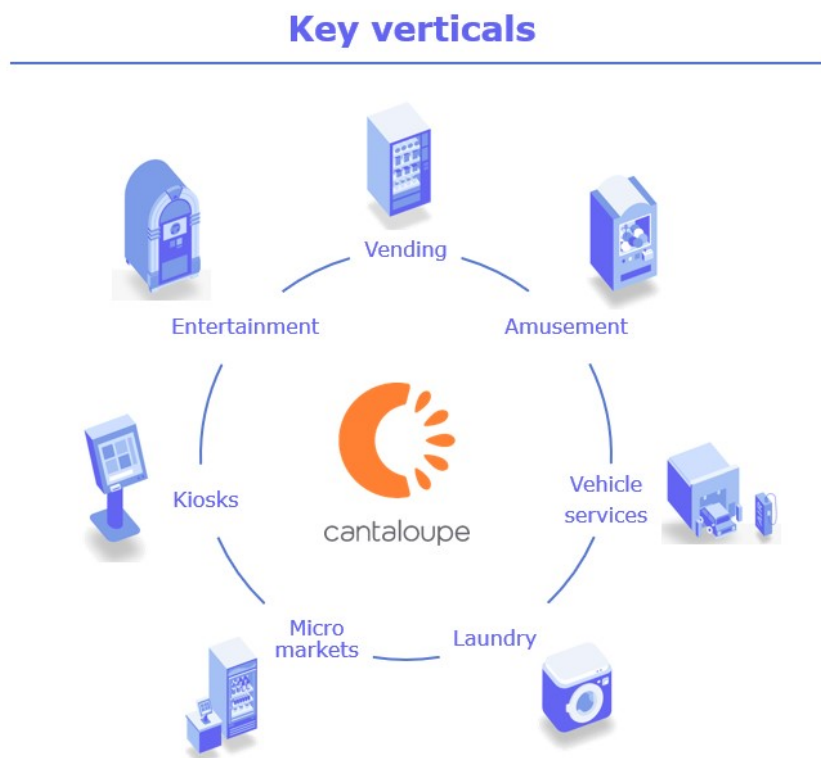 Key verticals
Vending
Entertainment
Amusement
Kiosks
Vehicle
services
cantaloupe
Micro
markets
Laundry